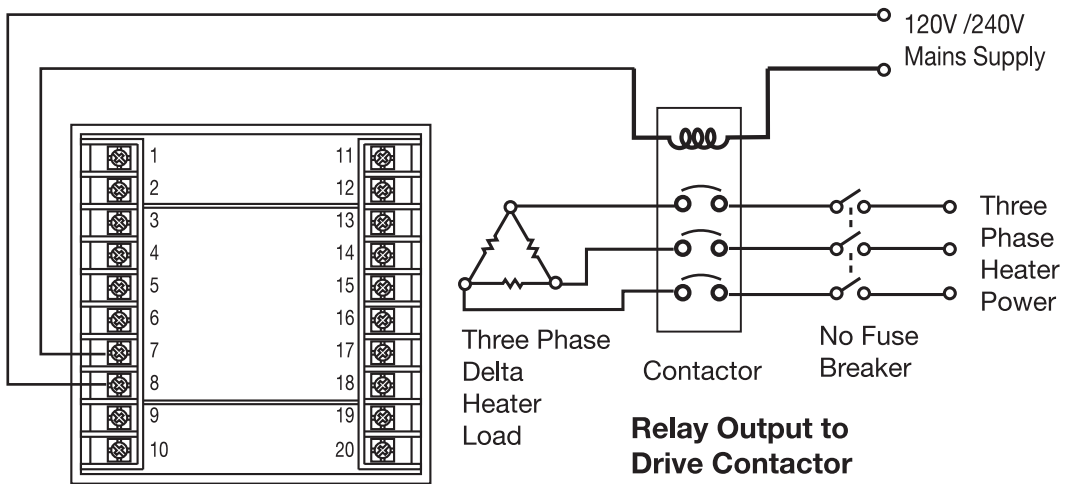 120V /240V
Mains Supply
1
2
3
4
5
6
7
8
9
10
11
12
13
14
15
16
17
18
19
20
Three Phase
Delta
Heater
Load
Contactor
No Fuse
Breaker
Three
Phase
Heater
Power
Relay Output to
Drive Contactor